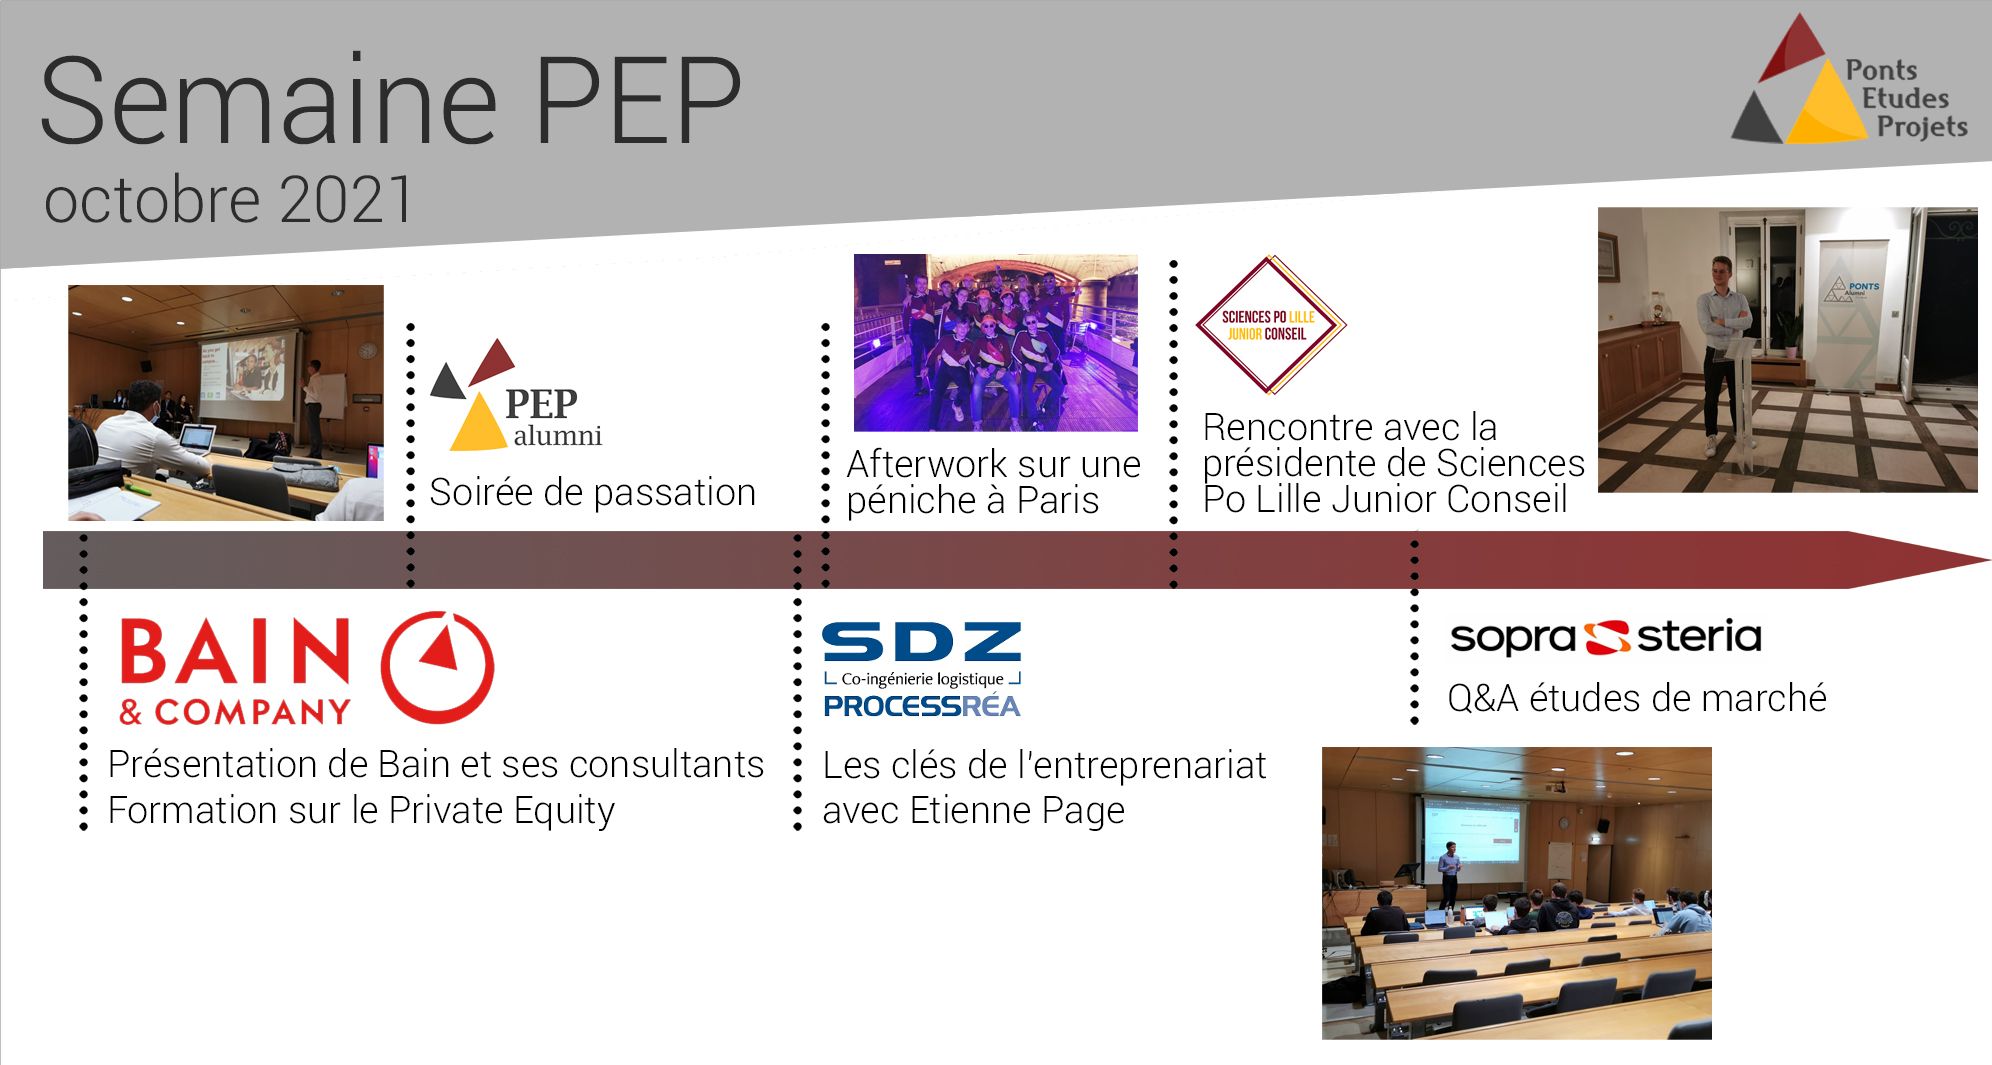 Semaine PEP
octobre 2021
Ponts
Etudes
Projets
PEP
alumni
Soirée de passation
Afterwork sur une
péniche à Paris
SCIENCES PO LILLE
JUNIOR CONSEIL
Rencontre avec la
présidente de Sciences
Po Lille Junior Conseil
PONTS
Alumni
BAIN
& COMPANY
Présentation de Bain et ses consultants
Formation sur le Private Equity
SDZ
Co-ingénierie logistique
PROCESSRÉA
Les clés de l'entreprenariat
avec Etienne Page
sopra steria
Q&A études de marché